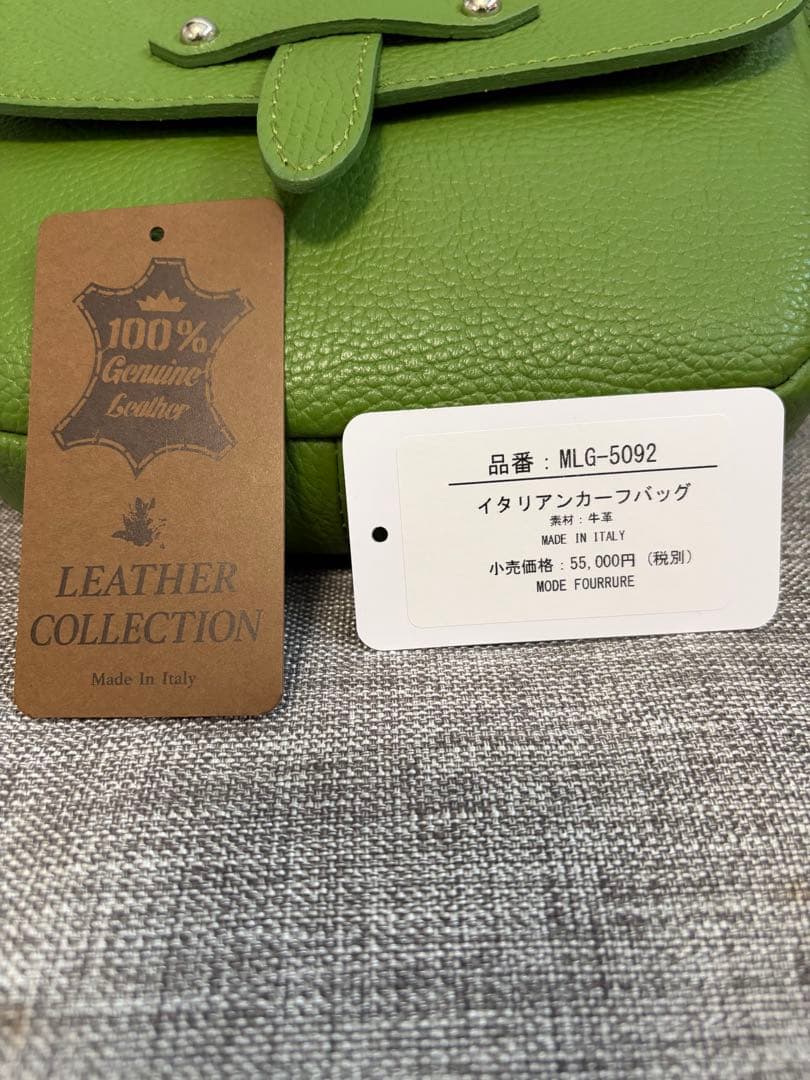 100%
Genuine
Leather
LEATHER
COLLECTION
Made In Italy
品番：MLG-5092
イタリアンカーフバッグ
素材：牛革
MADE IN ITALY
小売価格：55,000円（税別）
MODE FOURRURE